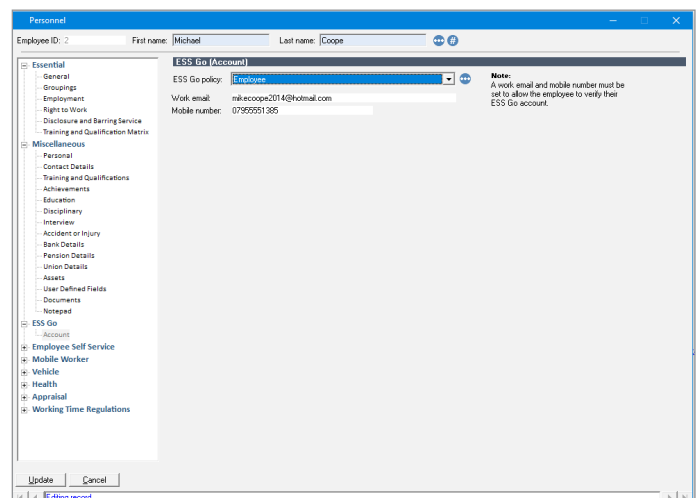 Personnel
Employee ID: 2 First name: Michael Last name: Coope
Essential
General
Groupings
Employment
Right to Work
Disclosure and Barring Service
Training and Qualification Matrix
Miscellaneous
Personal
Contact Details
Training and Qualifications
Achievements
Education
Disciplinary
Interview
Accident or Injury
Bank Details
Pension Details
Union Details
Assets
User Defined Fields
Documents
Notepad
ESS Go
Account
Employee Self Service
Mobile Worker
Vehicle
Health
Appraisal
Working Time Regulations
ESS Go (Account)
ESS Go policy: Employee
Work email: mikecoope2014@hotmail.com
Mobile number: 07955551385
Note:
A work email and mobile number must be
set to allow the employee to verify their
ESS Go account.
Update Cancel
Editing record